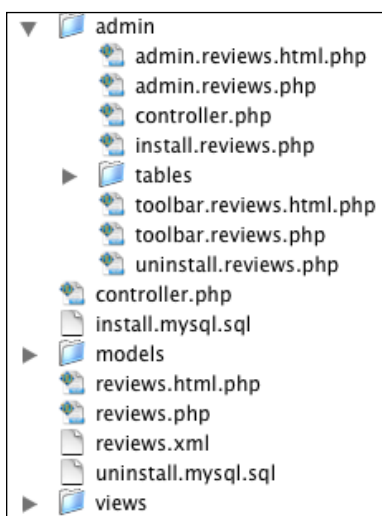 admin
admin.reviews.html.php
admin.reviews.php
controller.php
install.reviews.php
tables
toolbar.reviews.html.php
toolbar.reviews.php
uninstall.reviews.php
controller.php
install.mysql.sql
models
reviews.html.php
reviews.php
reviews.xml
uninstall.mysql.sql
views